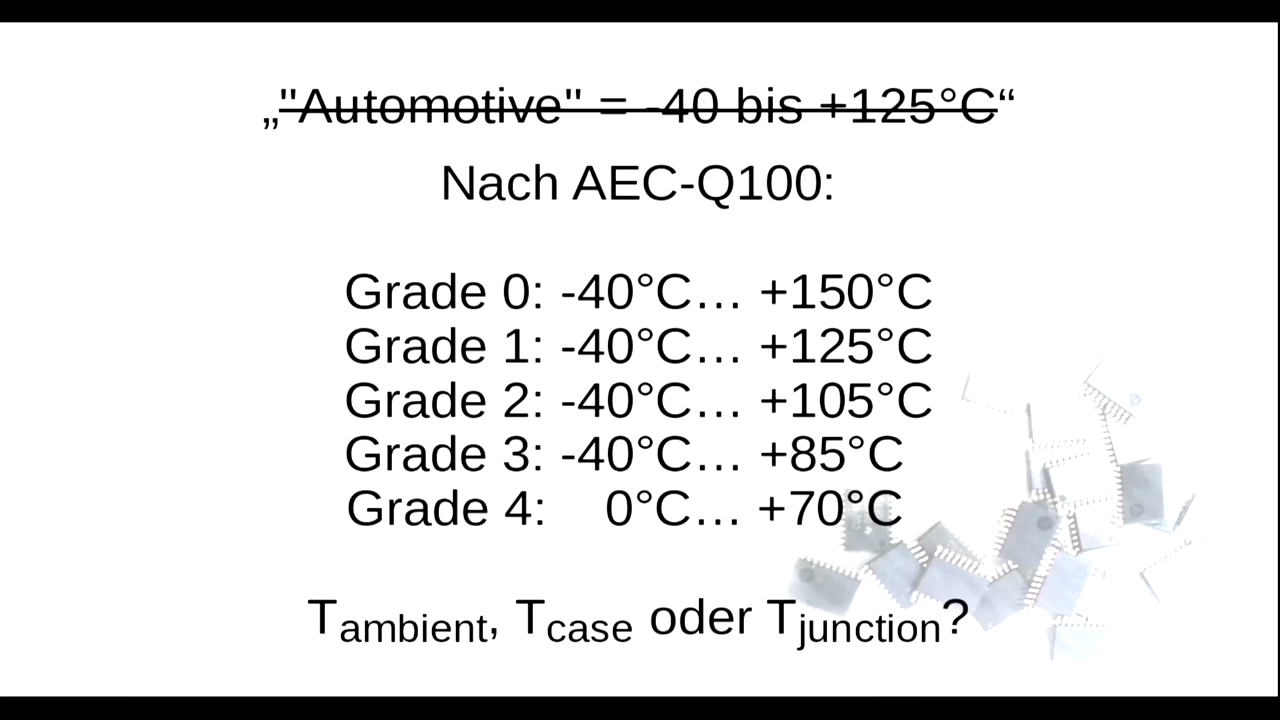 „"Automotive" = -40 bis +125°C“
Nach AEC-Q100:
Grade 0: -40°C… +150°C
Grade 1: -40°C… +125°C
Grade 2: -40°C… +105°C
Grade 3: -40°C… +85°C
Grade 4: 0°C… +70°C
Tambient, Tcase oder Tjunction?